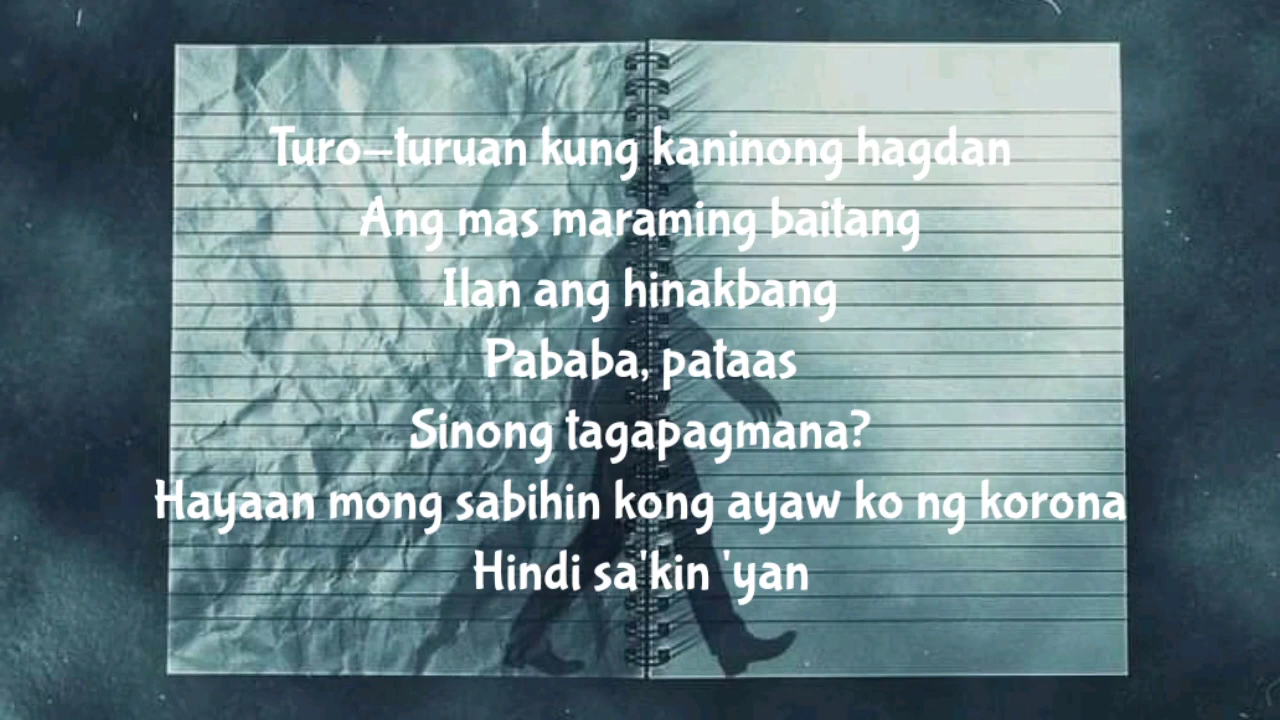 Turo-turuan kung kaninong hagdan
Ang mas maraming baitang
Ilan ang hinakbang
Pababa, pataas
Sinong tagapagmana?
Hayaan mong sabihin kong ayaw ko ng korona
Hindi sa'kin 'yan